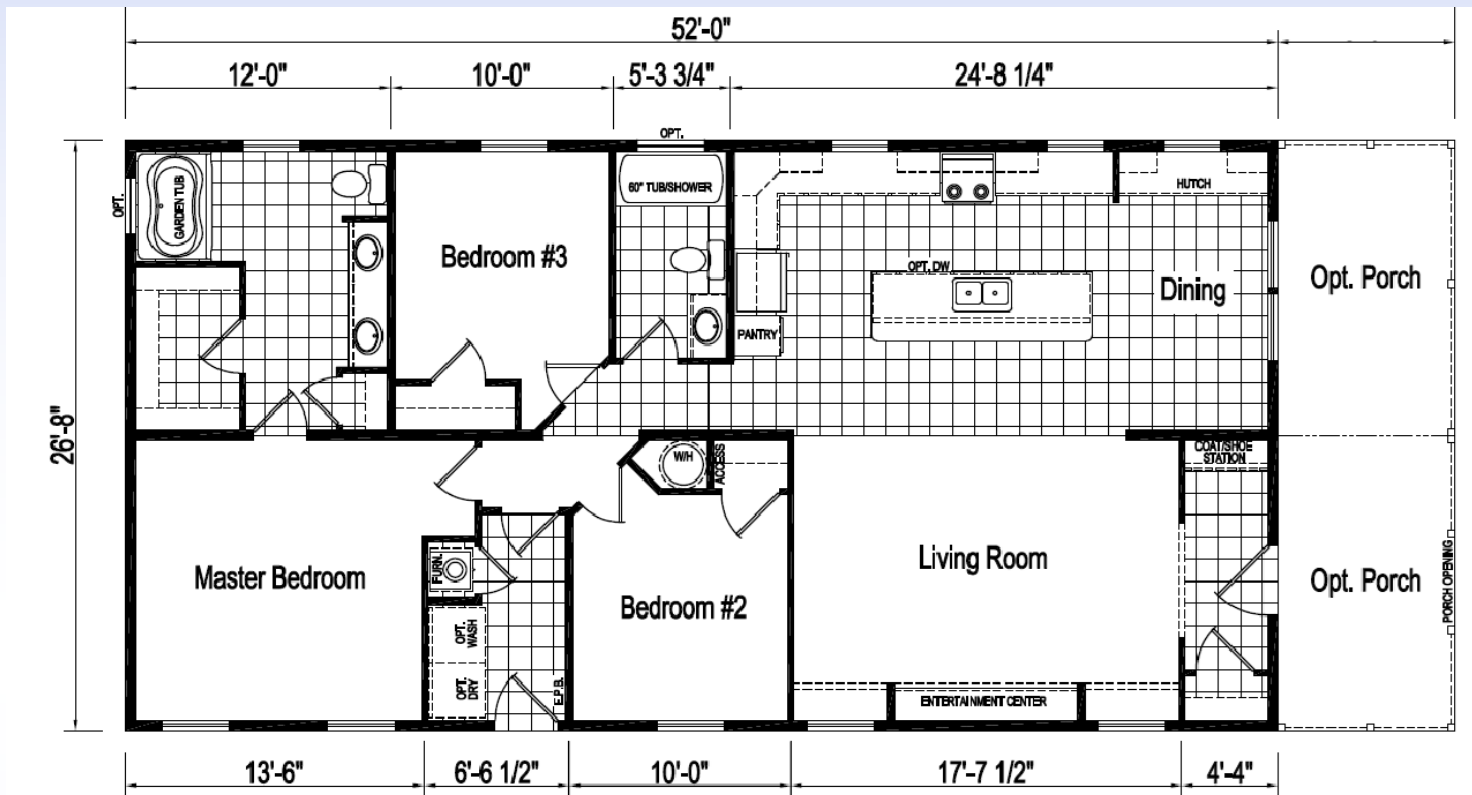 52'-0"
12'-0"
10'-0"
5'-3 3/4"
24'-8 1/4"
OPT.
OPT.
GARDEN TUB
60" TUB/SHOWER
HUTCH
Bedroom #3
OPT. DW
Dining
Opt. Porch
PANTRY
26'-8"
W/H
ACCESS
COAT/SHOE
STATION
Master Bedroom
FURN.
Living Room
Opt. Porch
PORCH OPENING
Bedroom #2
OPT.
WASH
OPT.
DRY
E.P.B.
ENTERTAINMENT CENTER
13'-6"
6'-6 1/2"
10'-0"
17'-7 1/2"
4'-4"